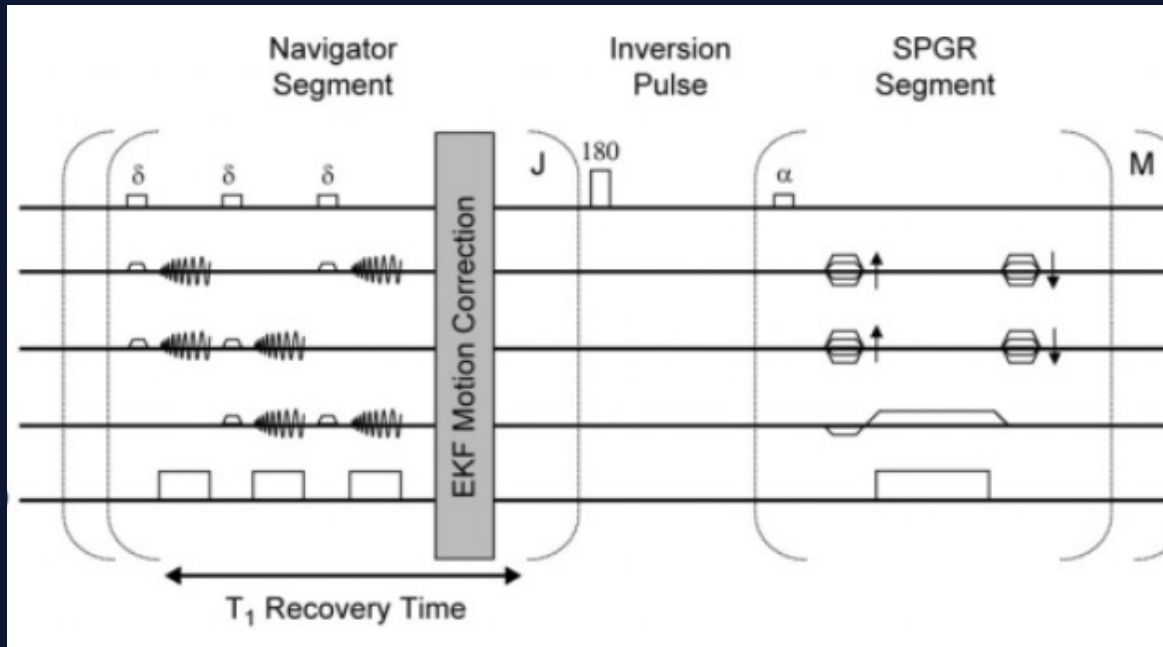 Navigator
Segment
Inversion
Pulse
SPGR
Segment
δ
δ
δ
J
180
α
M
EKF Motion Correction
T₁ Recovery Time